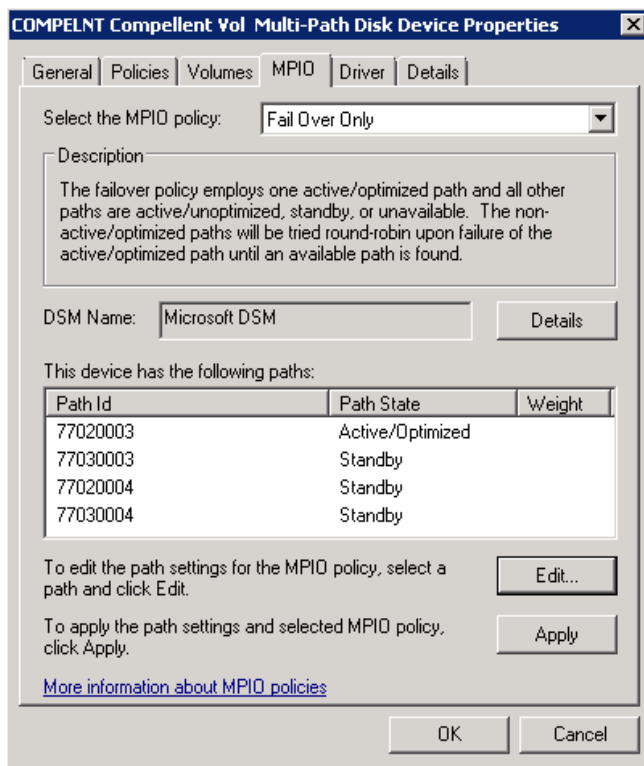 COMPELNT Compellent Vol  Multi-Path Disk Device Properties
General Policies Volumes MPIO Driver Details
Select the MPIO policy: Fail Over Only
Description
The failover policy employs one active/optimized path and all other
paths are active/unoptimized, standby, or unavailable.  The non-
active/optimized paths will be tried round-robin upon failure of the
active/optimized path until an available path is found.
DSM Name: Microsoft DSM Details
This device has the following paths:
Path Id Path State Weight
77020003 Active/Optimized
77030003 Standby
77020004 Standby
77030004 Standby
To edit the path settings for the MPIO policy, select a
path and click Edit.
Edit...
To apply the path settings and selected MPIO policy,
click Apply.
Apply
More information about MPIO policies
OK Cancel